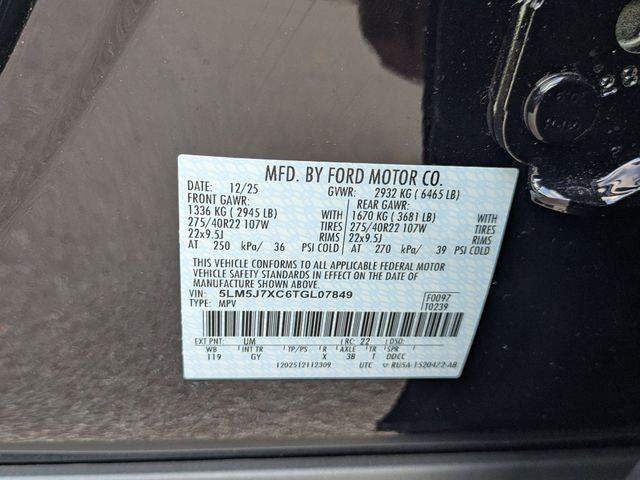 MFD. BY FORD MOTOR CO.
DATE: 12/25 GVWR: 2932 KG ( 6465 LB)
FRONT GAWR: REAR GAWR:
1336 KG ( 2945 LB) WITH 1670 KG ( 3681 LB) WITH
275/40R22 107W TIRES 275/40R22 107W TIRES
22x9.5J RIMS 22x9.5J RIMS
AT 250 kPa/ 36 PSI COLD AT 270 kPa/ 39 PSI COLD
THIS VEHICLE CONFORMS TO ALL APPLICABLE FEDERAL MOTOR
VEHICLE SAFETY STANDARDS IN EFFECT ON THE DATE OF
MANUFACTURE SHOWN ABOVE.
VIN: 5LM5J7XC6TGL07849 F0097
TYPE: MPV T0239
EXT PNT: UM RC: 22 DSO:
WB INT TR TP/PS R AXLE TR SPR
119 GY X 3B T DDCC
1202512112309 UTC RU5A-1520472-AB